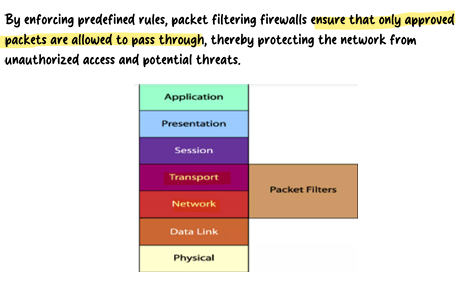 By enforcing predefined rules, packet filtering firewalls ensure that only approved
packets are allowed to pass through, thereby protecting the network from
unauthorized access and potential threats.
Application
Presentation
Session
Transport
Packet Filters
Network
Data Link
Physical